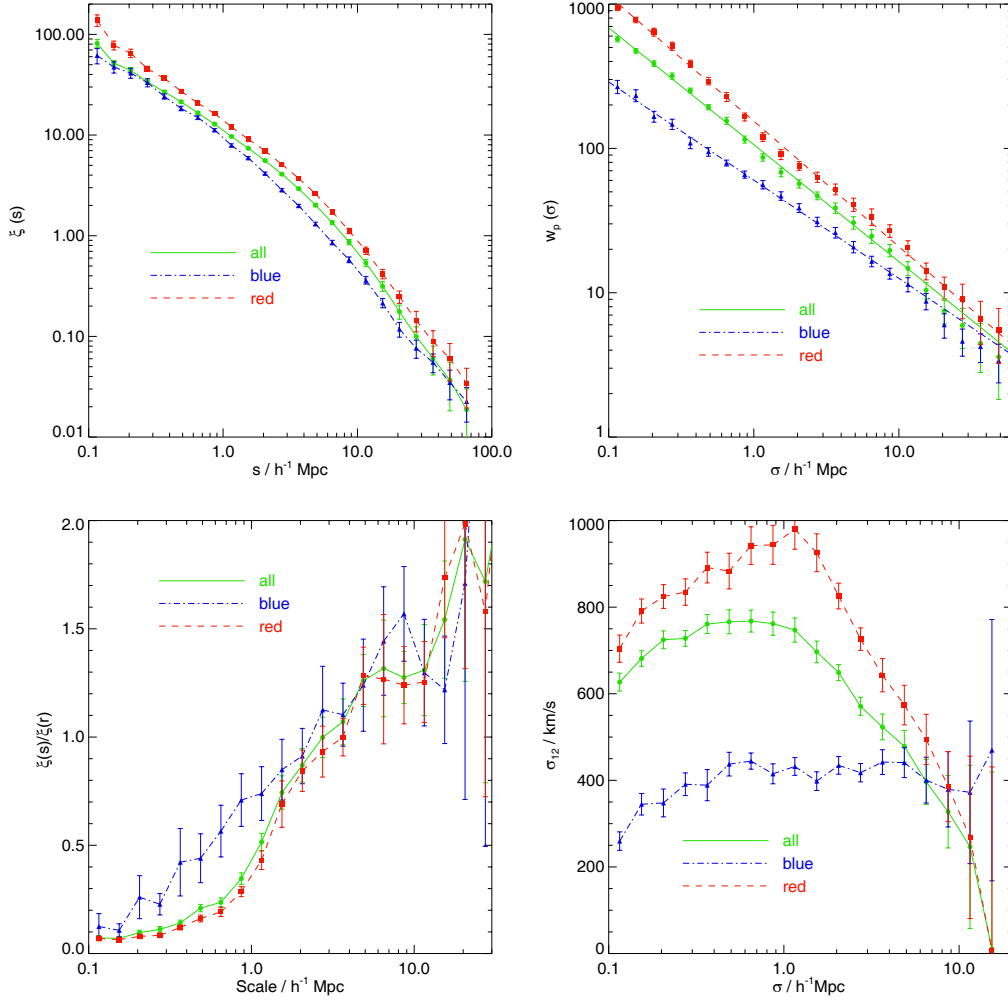 100.00
10.00
1.00
0.10
0.01
ξ (s)
all
blue
red
0.1
1.0
10.0
100.0
s / h⁻¹ Mpc
1000
100
10
1
wₚ (σ)
all
blue
red
0.1
1.0
10.0
σ / h⁻¹ Mpc
2.0
1.5
1.0
0.5
0.0
ξ(s)/ξ(r)
all
blue
red
0.1
1.0
10.0
Scale / h⁻¹ Mpc
1000
800
600
400
200
0
σ₁₂ / km/s
all
blue
red
0.1
1.0
10.0
σ / h⁻¹Mpc